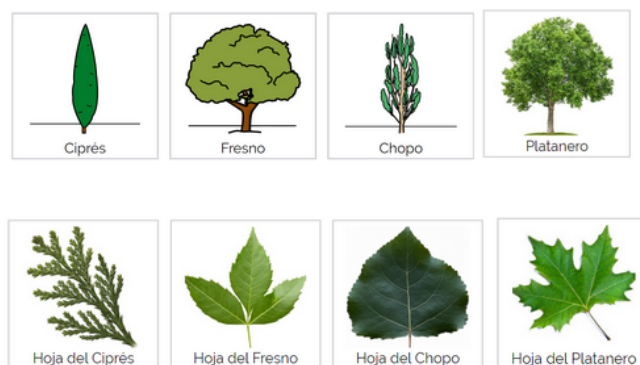 Ciprés
Fresno
Chopo
Platanero
Hoja del Ciprés
Hoja del Fresno
Hoja del Chopo
Hoja del Platanero